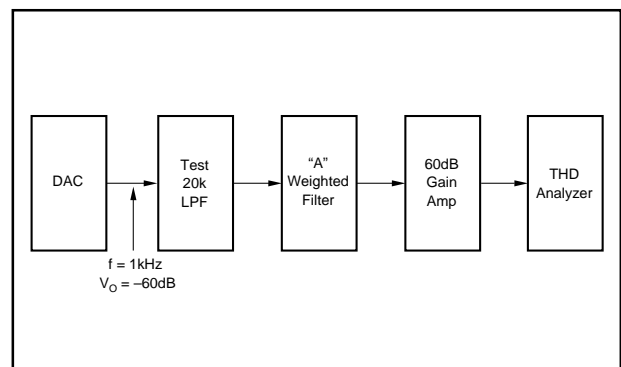 DAC
Test
20k
LPF
“A”
Weighted
Filter
60dB
Gain
Amp
THD
Analyzer
f = 1kHz
VO = –60dB